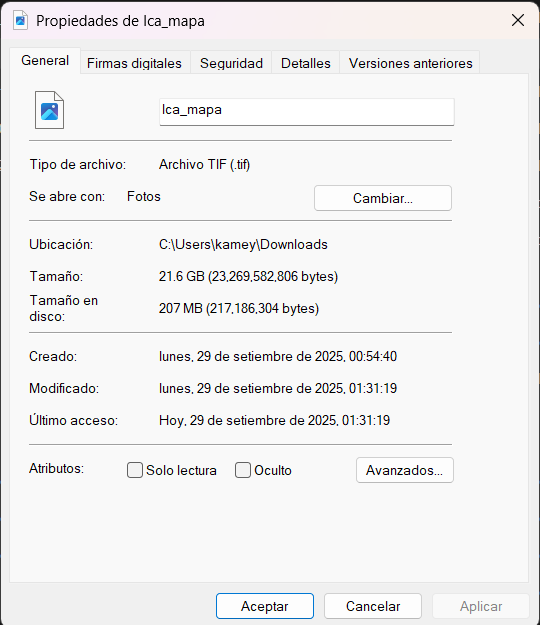 Propiedades de lca_mapa
General
Firmas digitales
Seguridad
Detalles
Versiones anteriores
lca_mapa
Tipo de archivo: Archivo TIF (.tif)
Se abre con: Fotos Cambiar...
Ubicación: C:\Users\kamey\Downloads
Tamaño: 21.6 GB (23,269,582,806 bytes)
Tamaño en
disco: 207 MB (217,186,304 bytes)
Creado: lunes, 29 de setiembre de 2025, 00:54:40
Modificado: lunes, 29 de setiembre de 2025, 01:31:19
Último acceso: Hoy, 29 de setiembre de 2025, 01:31:19
Atributos: Solo lectura Oculto Avanzados...
Aceptar Cancelar Aplicar